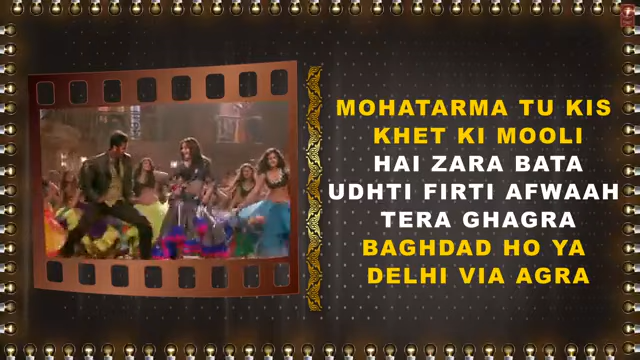 MOHATARMA TU KIS
KHET KI MOOLI
HAI ZARA BATA
UDHTI FIRTI AFWAAH
TERA GHAGRA
BAGHDAD HO YA
DELHI VIA AGRA